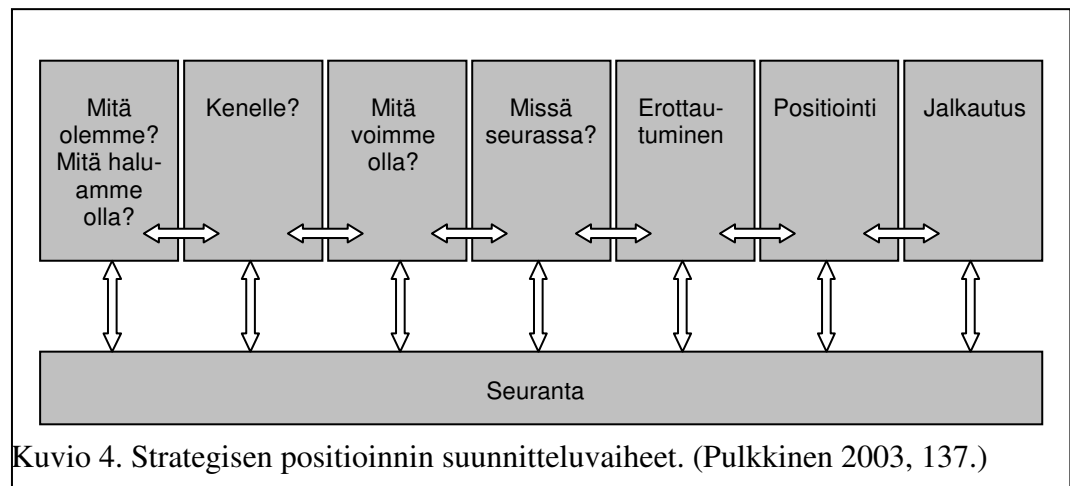 Mitä
olemme?
Mitä halu-
amme
olla?
Kenelle?
Mitä
voimme
olla?
Missä
seurassa?
Erottau-
tuminen
Positiointi
Jalkautus
Seuranta
Kuvio 4. Strategisen positioinnin suunnitteluvaiheet. (Pulkkinen 2003, 137.)